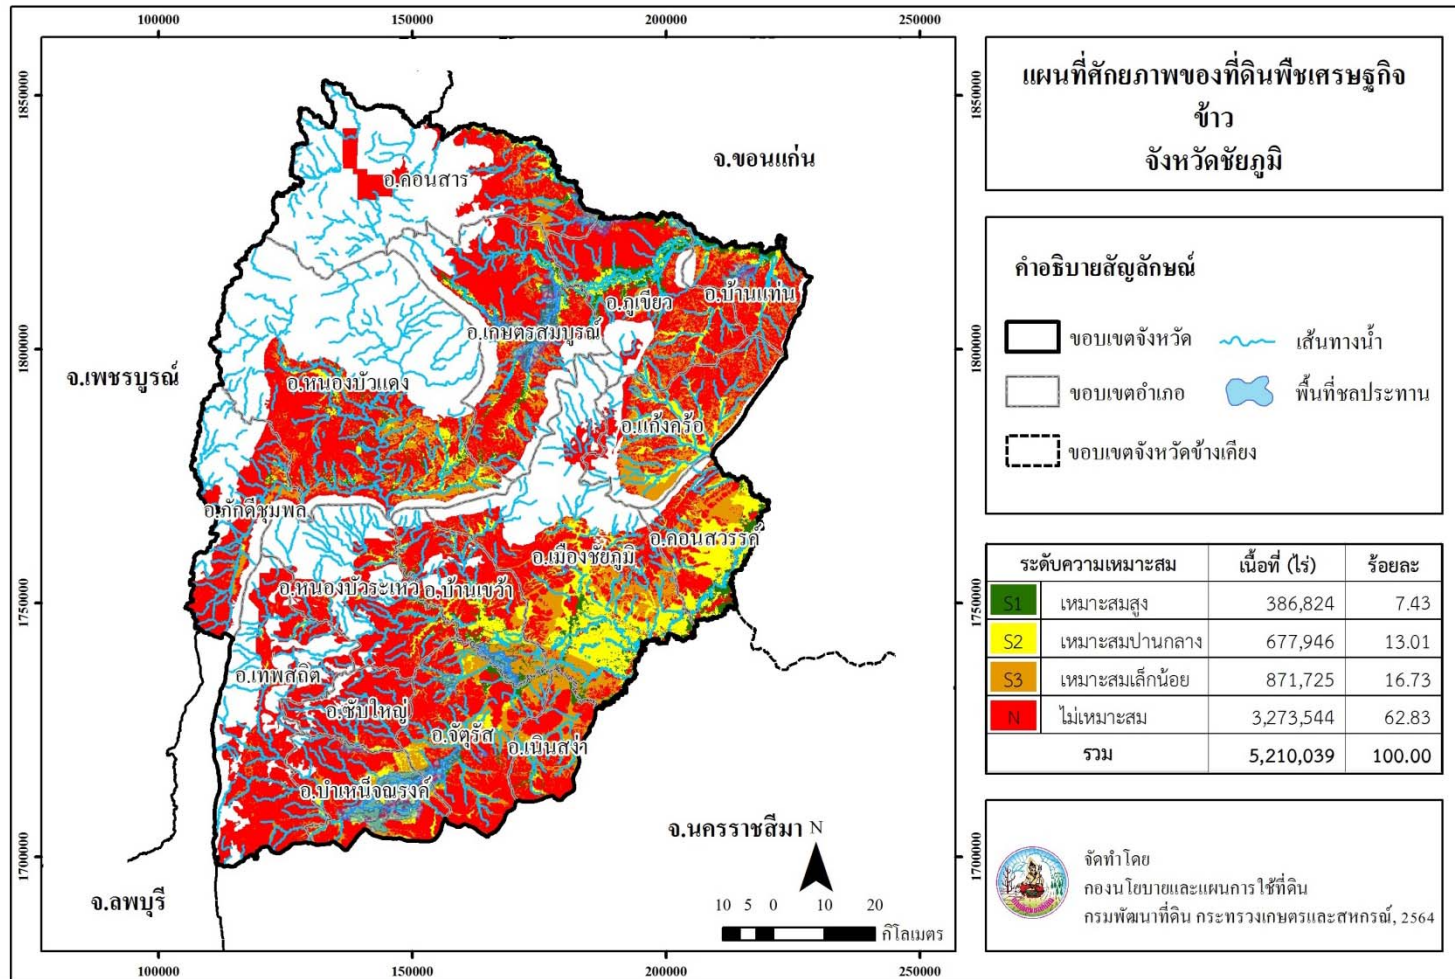 100000 150000 200000 250000
1850000
1800000
1750000
1700000
จ.ขอนแก่น
อ.คอนสาร
อ.บ้านแท่น
อ.ภูเขียว
อ.เกษตรสมบูรณ์
จ.เพชรบูรณ์
อ.หนองบัวแดง
อ.แก้งคร้อ
อ.ภักดีชุมพล
อ.คอนสวรรค์
อ.เมืองชัยภูมิ
อ.หนองบัวระเหว
อ.บ้านเขว้า
อ.เทพสถิต
อ.ซับใหญ่
อ.จัตุรัส
อ.เนินสง่า
อ.บำเหน็จณรงค์
จ.นครราชสีมา
N
จ.ลพบุรี
10 5 0 10 20
กิโลเมตร
1850000
1800000
1750000
1700000
100000 150000 200000 250000
แผนที่ศักยภาพของที่ดินพืชเศรษฐกิจ
ข้าว
จังหวัดชัยภูมิ
คำอธิบายสัญลักษณ์
ขอบเขตจังหวัด เส้นทางน้ำ
ขอบเขตอำเภอ พื้นที่ชลประทาน
ขอบเขตจังหวัดข้างเคียง
ระดับความเหมาะสม เนื้อที่ (ไร่) ร้อยละ
S1 เหมาะสมสูง 386,824 7.43
S2 เหมาะสมปานกลาง 677,946 13.01
S3 เหมาะสมเล็กน้อย 871,725 16.73
N ไม่เหมาะสม 3,273,544 62.83
รวม 5,210,039 100.00
จัดทำโดย
กองนโยบายและแผนการใช้ที่ดิน
กรมพัฒนาที่ดิน กระทรวงเกษตรและสหกรณ์, 2564